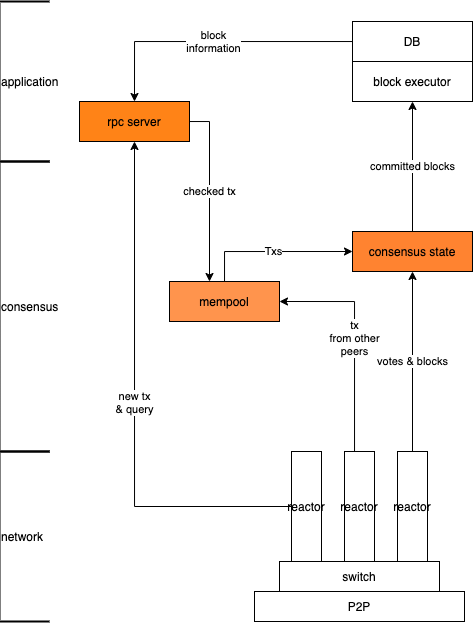 block
information
DB
application
block executor
rpc server
committed blocks
checked tx
Txs
consensus state
mempool
consensus
tx
from other
peers
votes & blocks
new tx
& query
reactor
reactor
reactor
network
switch
P2P